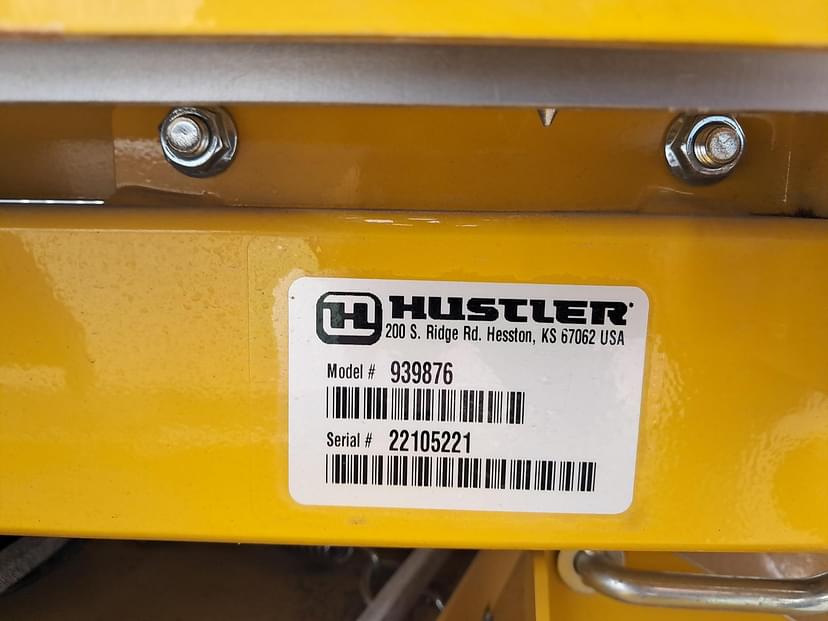 H HUSTLER
200 S. Ridge Rd. Hesston, KS 67062 USA
Model # 939876
Serial # 22105221